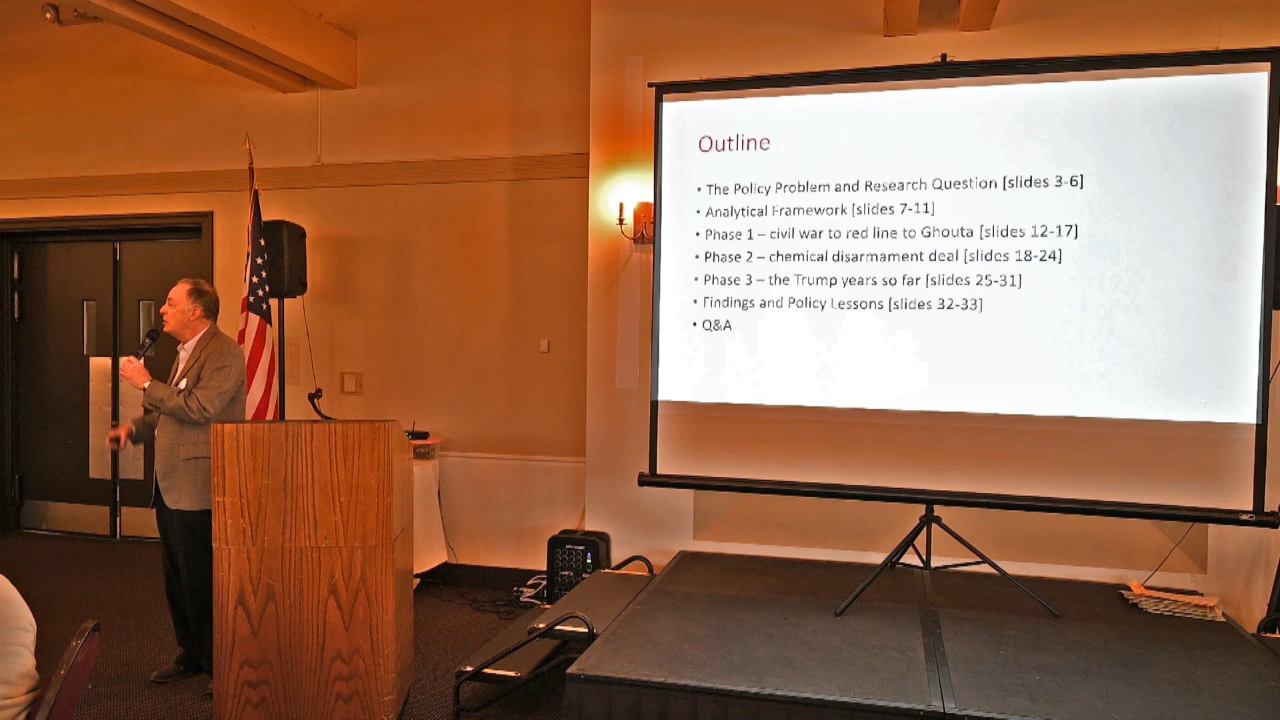 Outline
• The Policy Problem and Research Question [slides 3-6]
• Analytical Framework [slides 7-11]
• Phase 1 – civil war to red line to Ghouta [slides 12-17]
• Phase 2 – chemical disarmament deal [slides 18-24]
• Phase 3 – the Trump years so far [slides 25-31]
• Findings and Policy Lessons [slides 32-33]
• Q&A